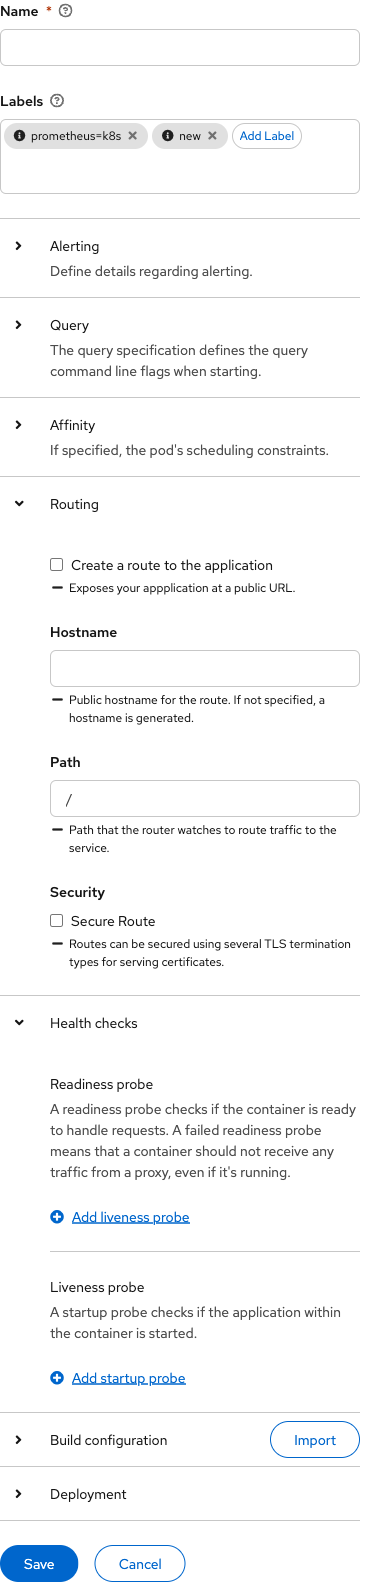 Name *
Labels
prometheus=k8s new Add Label
Alerting
Define details regarding alerting.
Query
The query specification defines the query
command line flags when starting.
Affinity
If specified, the pod's scheduling constraints.
Routing
Create a route to the application
Exposes your appplication at a public URL.
Hostname
Public hostname for the route. If not specified, a
hostname is generated.
Path
/
Path that the router watches to route traffic to the
service.
Security
Secure Route
Routes can be secured using several TLS termination
types for serving certificates.
Health checks
Readiness probe
A readiness probe checks if the container is ready
to handle requests. A failed readiness probe
means that a container should not receive any
traffic from a proxy, even if it's running.
Add liveness probe
Liveness probe
A startup probe checks if the application within
the container is started.
Add startup probe
Build configuration Import
Deployment
Save Cancel